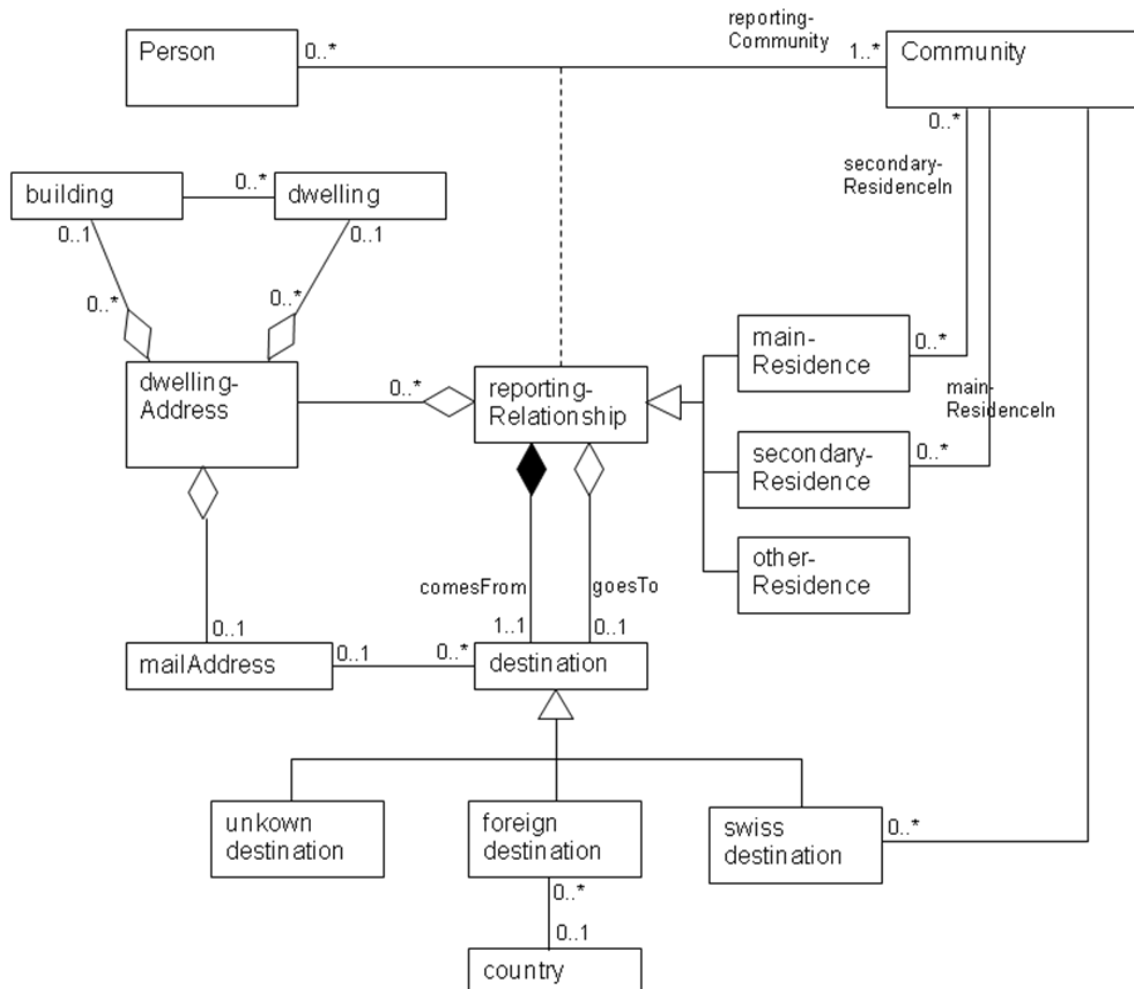 reporting-
Community
Person
0..*
1..*
Community
0..*
secondary-
ResidenceIn
building
0..*
dwelling
0..1
0..1
0..*
0..*
main-
Residence
0..*
dwelling-
Address
0..*
reporting-
Relationship
main-
ResidenceIn
secondary-
Residence
0..*
other-
Residence
comesFrom
goesTo
0..1
1..1
0..1
mailAddress
0..1
0..*
destination
unkown
destination
foreign
destination
swiss
destination
0..*
0..*
0..1
country